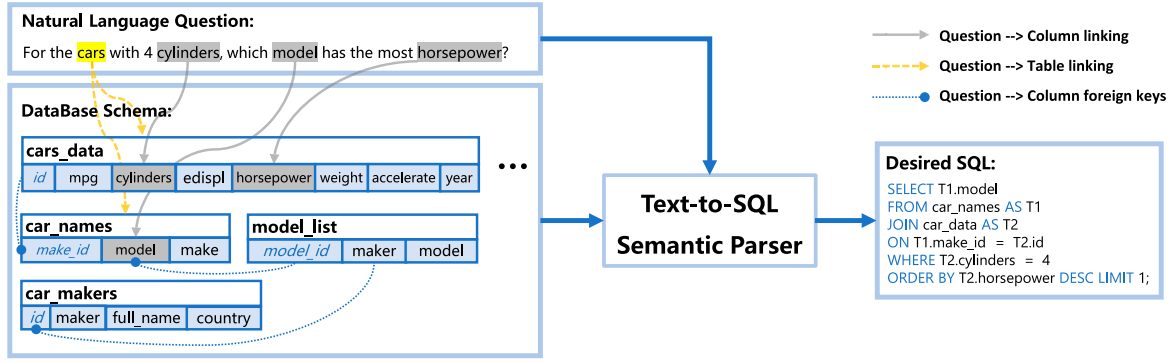 Natural Language Question:
For the cars with 4 cylinders, which model has the most horsepower?
DataBase Schema:
cars_data
id mpg cylinders edispl horsepower weight accelerate year
...
car_names
make_id model make
model_list
model_id maker model
car_makers
id maker full_name country
Text-to-SQL
Semantic Parser
Question --> Column linking
Question --> Table linking
Question --> Column foreign keys
Desired SQL:
SELECT T1.model
FROM car_names AS T1
JOIN car_data AS T2
ON T1.make_id = T2.id
WHERE T2.cylinders = 4
ORDER BY T2.horsepower DESC LIMIT 1;